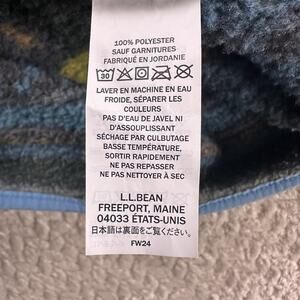 100% POLYESTER
SAUF GARNITURES
FABRIQUÉ EN JORDANIE
30
LAVER EN MACHINE EN EAU
FROIDE, SÉPARER LES
COULEURS
PAS D'EAU DE JAVEL NI
D'ASSOUPLISSANT
SÉCHAGE PAR CULBUTAGE
BASSE TEMPÉRATURE,
SORTIR RAPIDEMENT
NE PAS REPASSER
NE PAS NETTOYER À SEC
L.L.BEAN
FREEPORT, MAINE
04033 ÉTATS-UNIS
日本語は裏面をご覧ください。
FW24